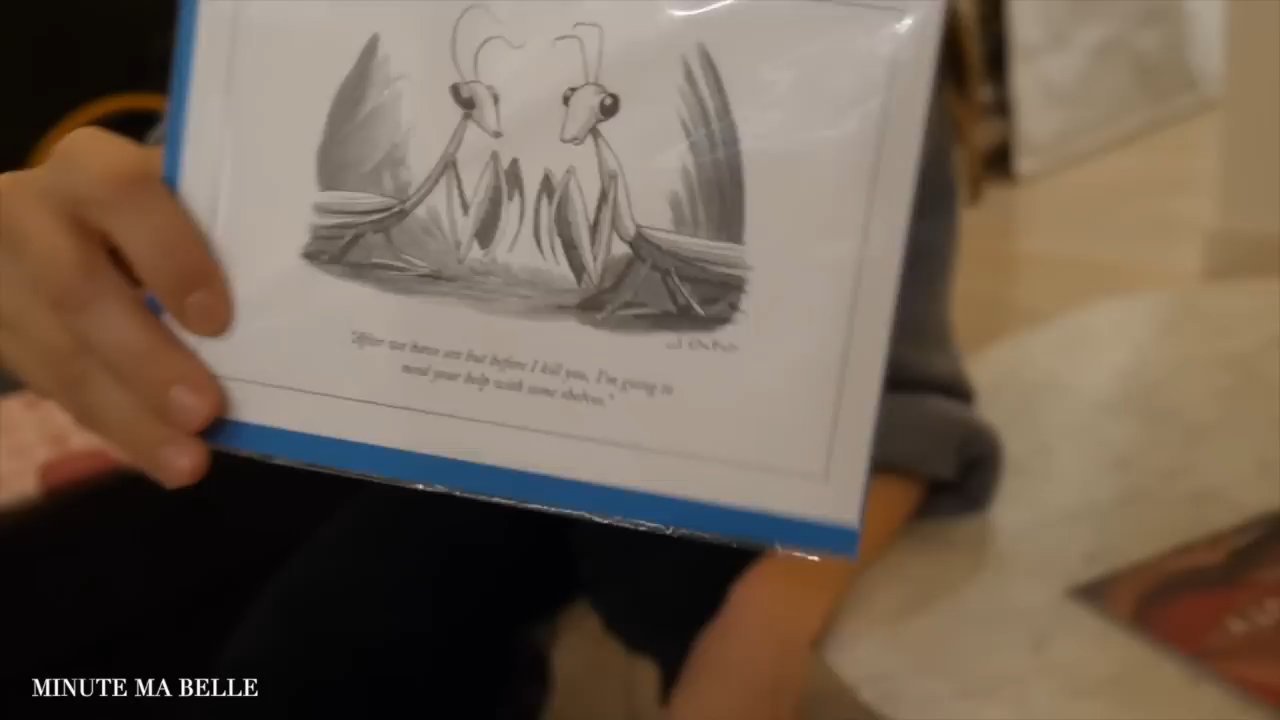 "After we have sex but before I kill you, I'm going to
need your help with some shelves."
MINUTE MA BELLE